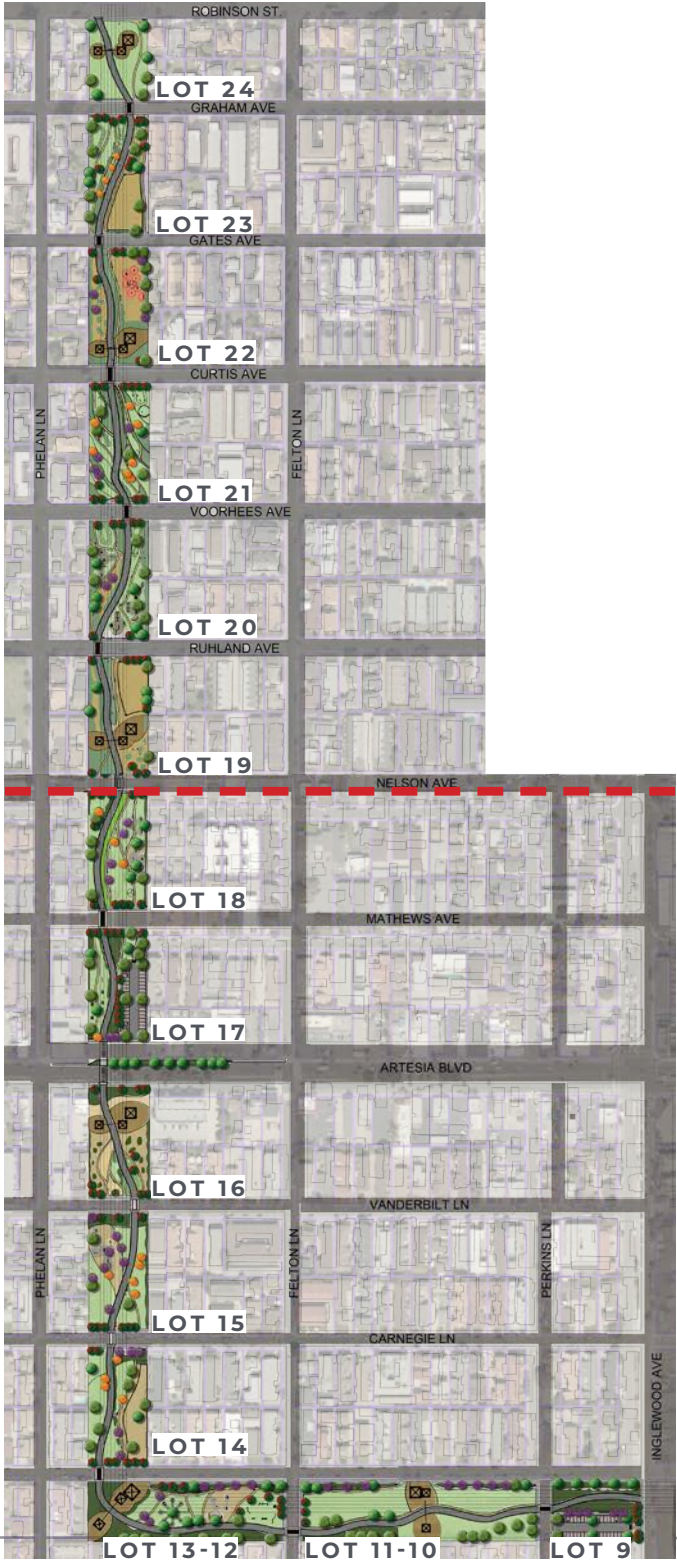 ROBINSON ST.
LOT 24
GRAHAM AVE
LOT 23
GATES AVE
LOT 22
CURTIS AVE
PHELAN LN
FELTON LN
LOT 21
VOORHEES AVE
LOT 20
RUHLAND AVE
LOT 19
NELSON AVE
LOT 18
MATHEWS AVE
LOT 17
ARTESIA BLVD
LOT 16
VANDERBILT LN
PHELAN LN
FELTON LN
PERKINS LN
LOT 15
CARNEGIE LN
INGLEWOOD AVE
LOT 14
LOT 13-12
LOT 11-10
LOT 9